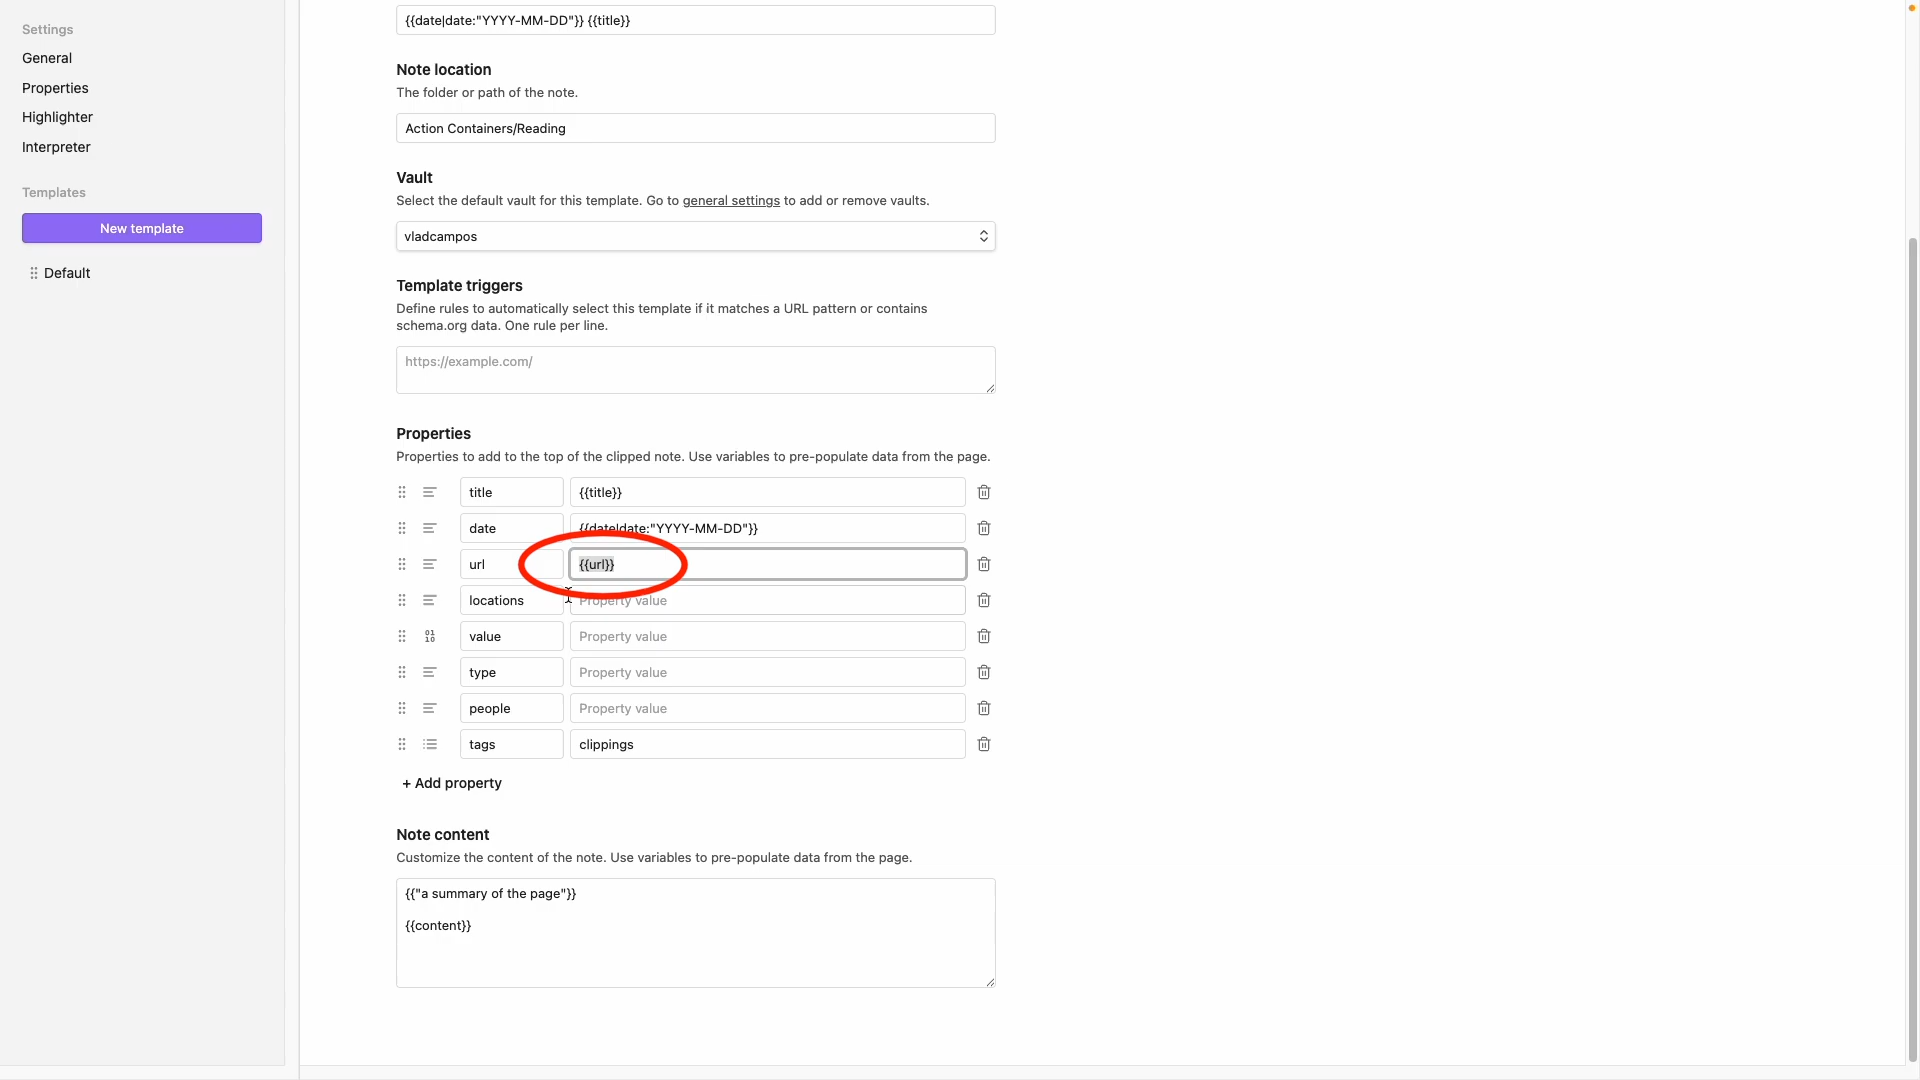 Settings
General
Properties
Highlighter
Interpreter
Templates
New template
Default
{{date|date:"YYYY-MM-DD"}} {{title}}
Note location
The folder or path of the note.
Action Containers/Reading
Vault
Select the default vault for this template. Go to general settings to add or remove vaults.
vladcampos
Template triggers
Define rules to automatically select this template if it matches a URL pattern or contains
schema.org data. One rule per line.
https://example.com/
Properties
Properties to add to the top of the clipped note. Use variables to pre-populate data from the page.
title {{title}}
date {{date|date:"YYYY-MM-DD"}}
url {{url}}
locations Property value
value Property value
type Property value
people Property value
tags clippings
+ Add property
Note content
Customize the content of the note. Use variables to pre-populate data from the page.
{{"a summary of the page"}}
{{content}}